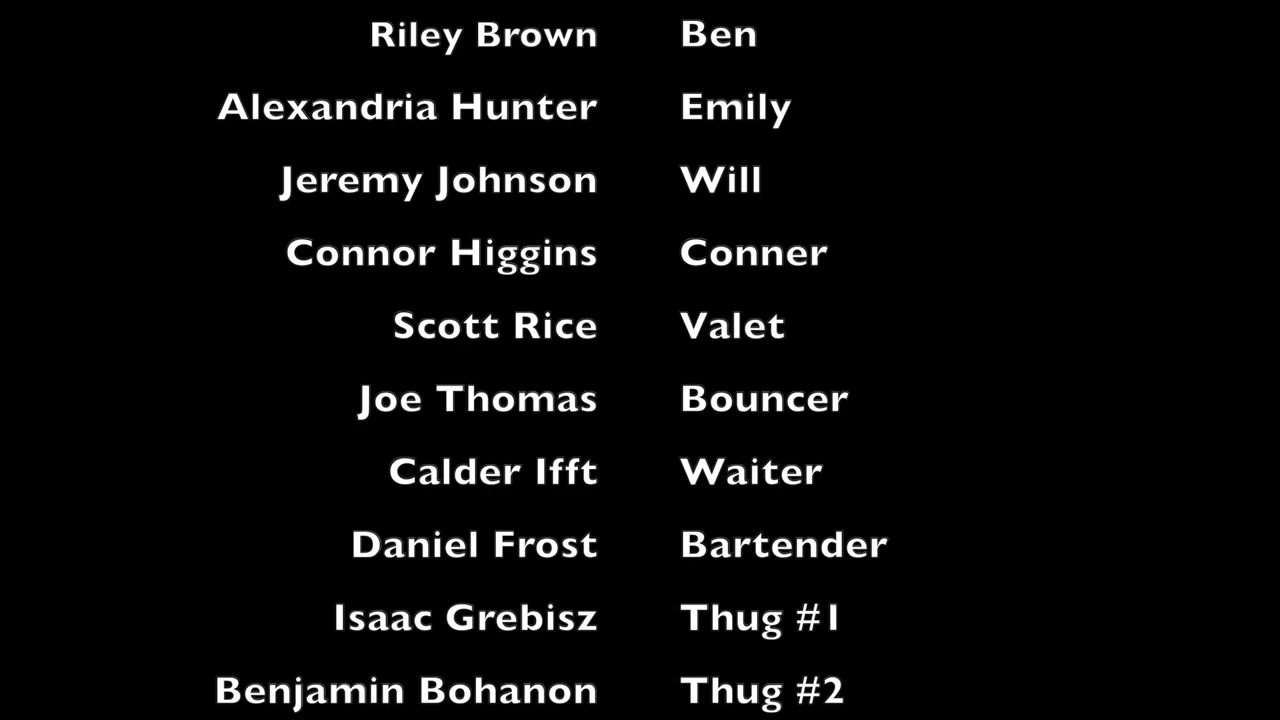 Riley Brown Ben
Alexandria Hunter Emily
Jeremy Johnson Will
Connor Higgins Conner
Scott Rice Valet
Joe Thomas Bouncer
Calder Ifft Waiter
Daniel Frost Bartender
Isaac Grebisz Thug #1
Benjamin Bohanon Thug #2